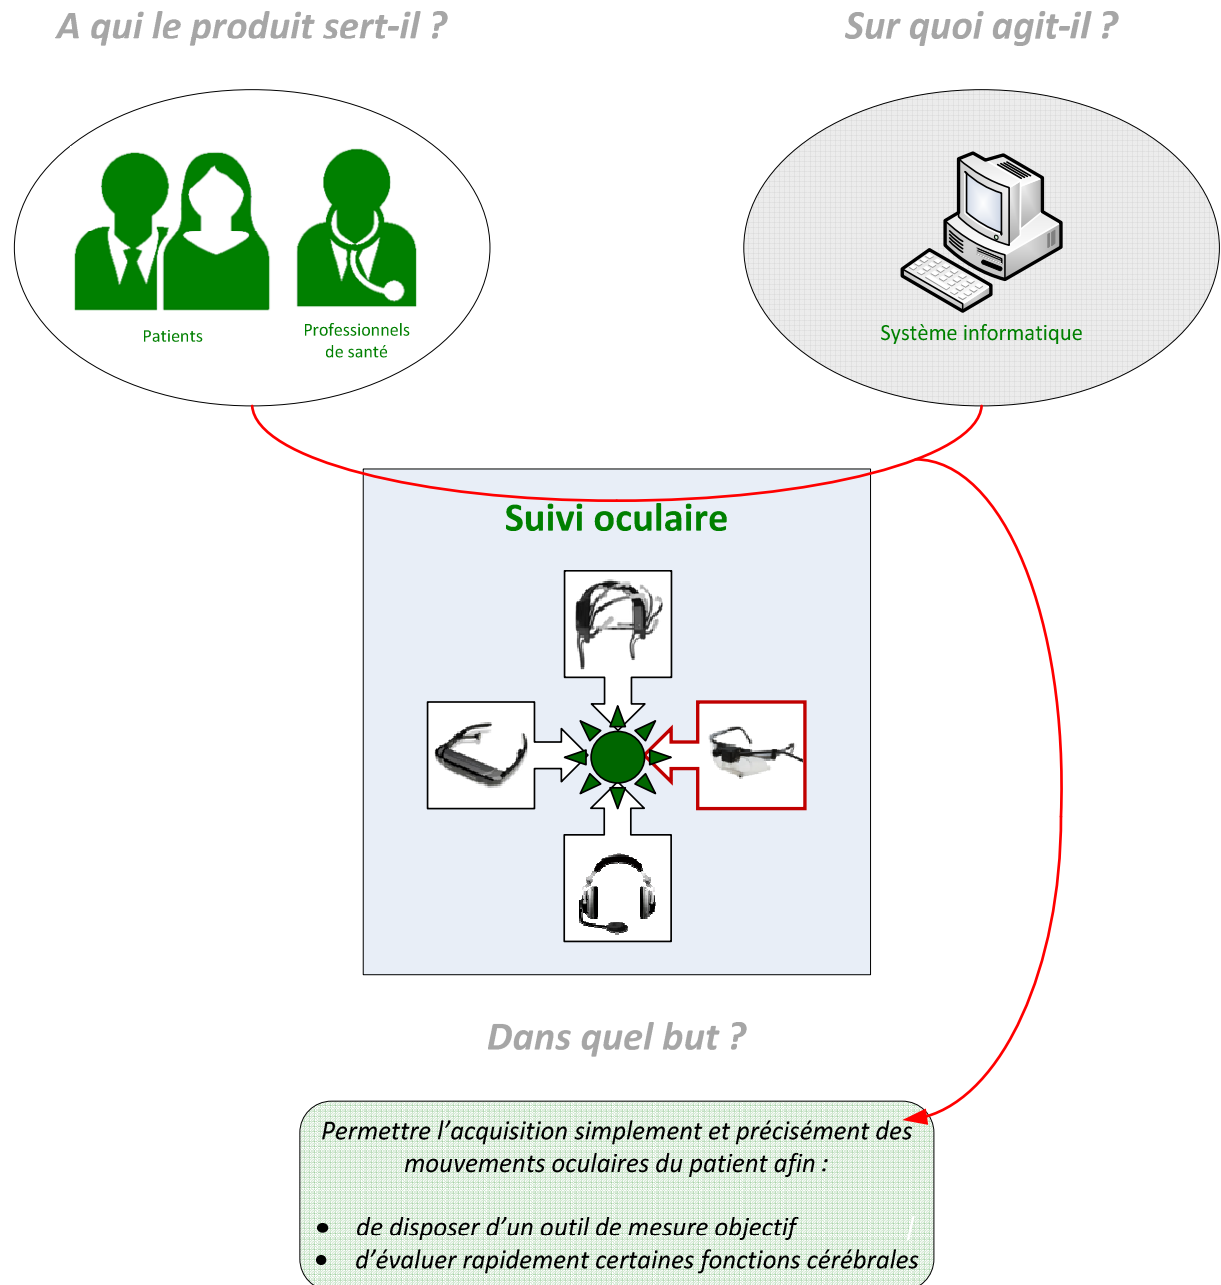 A qui le produit sert-il ?
Sur quoi agit-il ?
Patients
Professionnels
de santé
Système informatique
Suivi oculaire
Dans quel but ?
Permettre l’acquisition simplement et précisément des
mouvements oculaires du patient afin :
● de disposer d’un outil de mesure objectif /
● d’évaluer rapidement certaines fonctions cérébrales